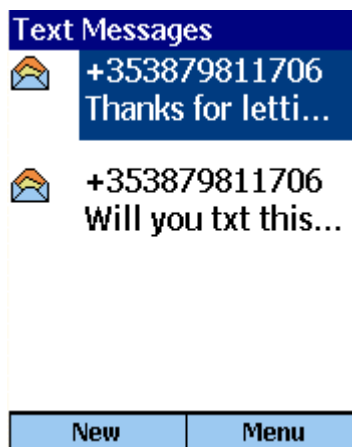 Text Messages
+353879811706
Thanks for letti...
+353879811706
Will you txt this...
New Menu